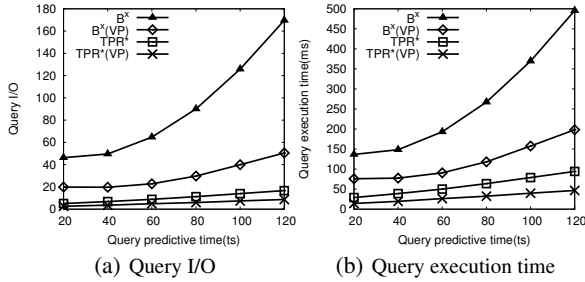 180
160
140
120
100
80
60
40
20
0
Query I/O
B^x
B^x(VP)
TPR*
TPR*(VP)
20 40 60 80 100 120
Query predictive time(ts)
(a) Query I/O
500
450
400
350
300
250
200
150
100
50
0
Query execution time(ms)
B^x
B^x(VP)
TPR*
TPR*(VP)
20 40 60 80 100 120
Query predictive time(ts)
(b) Query execution time